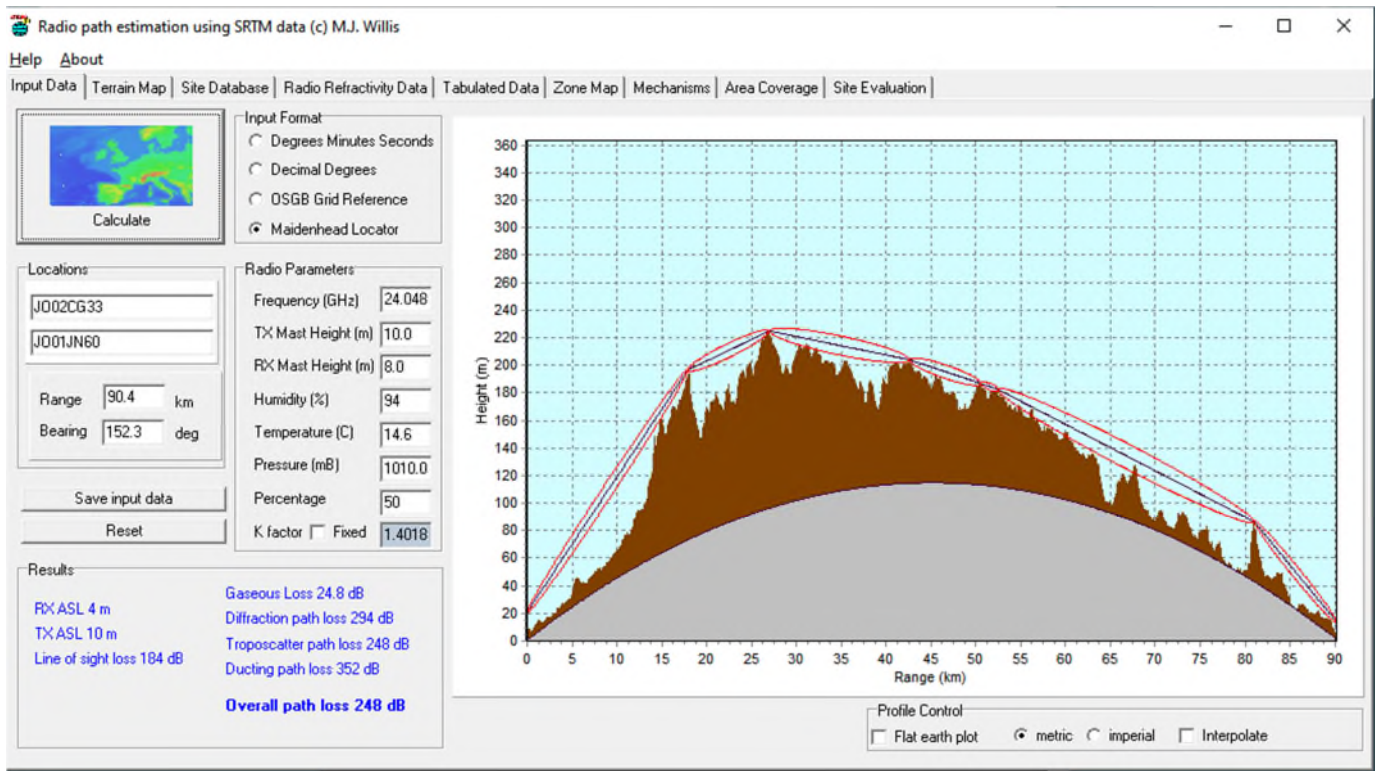 Radio path estimation using SRTM data (c) M.J. Willis
Help About
Input Data Terrain Map Site Database Radio Refractivity Data Tabulated Data Zone Map Mechanisms Area Coverage Site Evaluation
Calculate
Input Format
Degrees Minutes Seconds
Decimal Degrees
OSGB Grid Reference
Maidenhead Locator
Locations
JO02CG33
JO01JN60
Range 90.4 km
Bearing 152.3 deg
Save input data
Reset
Radio Parameters
Frequency (GHz) 24.048
TX Mast Height (m) 10.0
RX Mast Height (m) 8.0
Humidity (%) 94
Temperature (C) 14.6
Pressure (mB) 1010.0
Percentage 50
K factor Fixed 1.4018
Results
RX ASL 4 m
TX ASL 10 m
Line of sight loss 184 dB
Gaseous Loss 24.8 dB
Diffraction path loss 294 dB
Troposcatter path loss 248 dB
Ducting path loss 352 dB
Overall path loss 248 dB
Height (m)
360
340
320
300
280
260
240
220
200
180
160
140
120
100
80
60
40
20
0
0 5 10 15 20 25 30 35 40 45 50 55 60 65 70 75 80 85 90
Range (km)
Profile Control
Flat earth plot metric imperial Interpolate